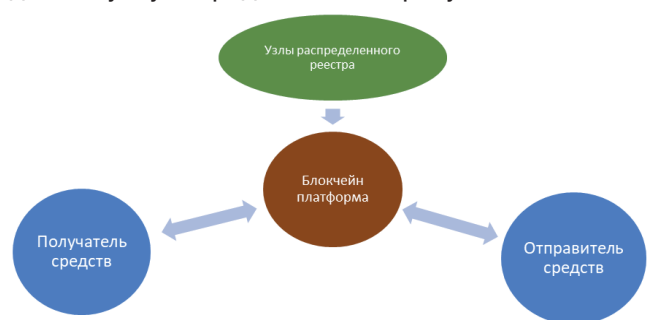 Узлы распределенного
реестра
Блокчейн
платформа
Получатель
средств
Отправитель
средств